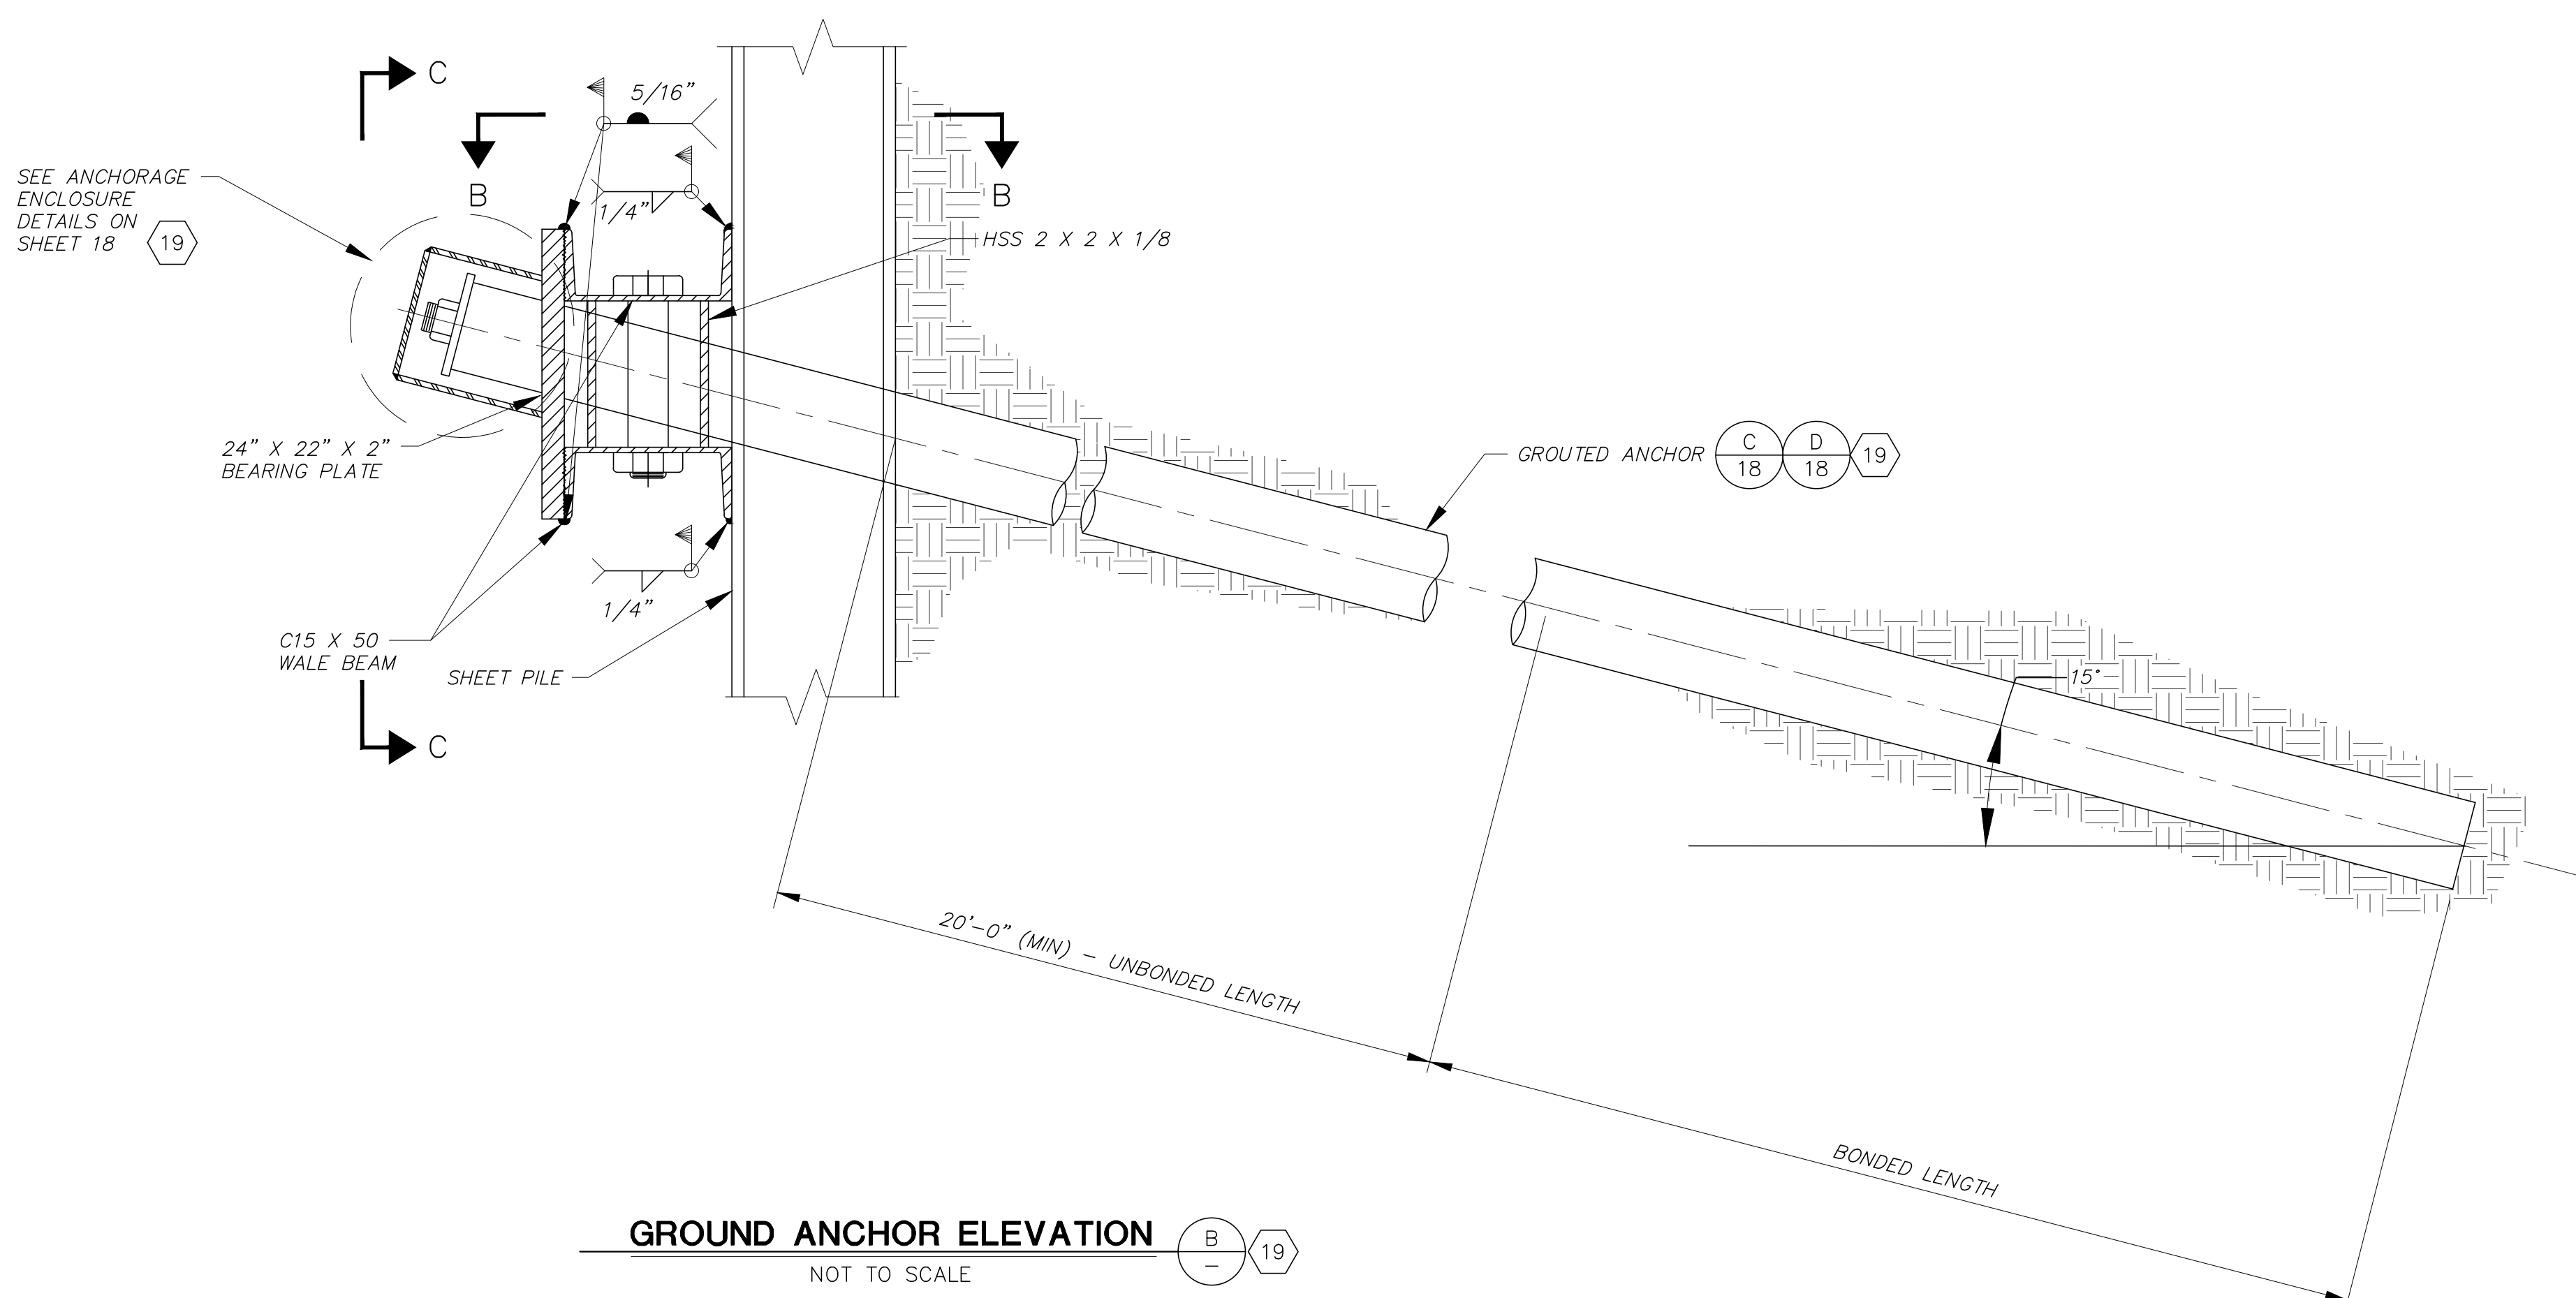 C
5/16"
B
B
1/4"
SEE ANCHORAGE
ENCLOSURE
DETAILS ON
SHEET 18
19
HSS 2 X 2 X 1/8
24" X 22" X 2"
BEARING PLATE
GROUTED ANCHOR
C
18
D
18
19
1/4"
C15 X 50
WALE BEAM
SHEET PILE
15°
C
20'-0" (MIN) - UNBONDED LENGTH
BONDED LENGTH
GROUND ANCHOR ELEVATION
B
-
19
NOT TO SCALE